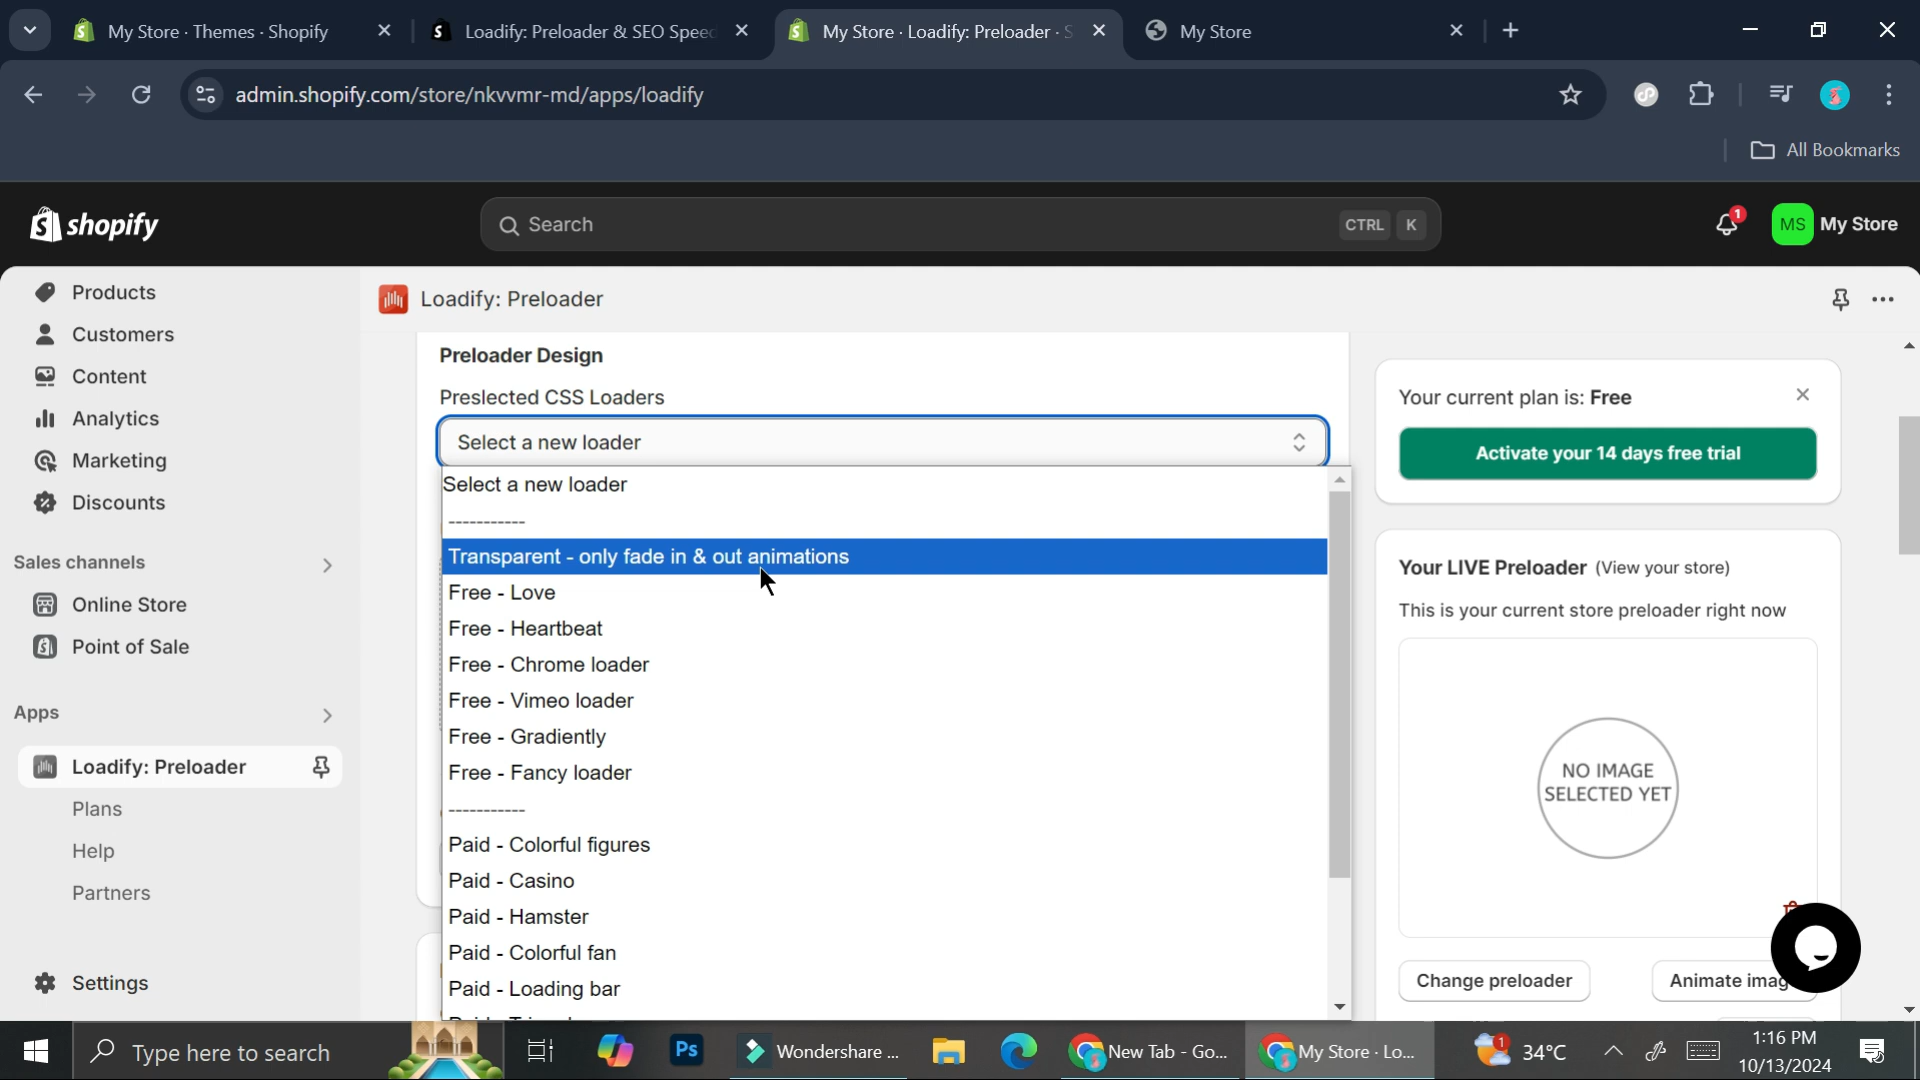 My Store · Themes · Shopify
Loadify: Preloader & SEO Speed
My Store · Loadify: Preloader · S
My Store
admin.shopify.com/store/nkvvmr-md/apps/loadify
All Bookmarks
shopify
Search
CTRL K
1
MS My Store
Products
Customers
Content
Analytics
Marketing
Discounts
Sales channels
Online Store
Point of Sale
Apps
Loadify: Preloader
Plans
Help
Partners
Settings
Loadify: Preloader
Preloader Design
Preslected CSS Loaders
Select a new loader
Select a new loader
-----------
Transparent - only fade in & out animations
Free - Love
Free - Heartbeat
Free - Chrome loader
Free - Vimeo loader
Free - Gradiently
Free - Fancy loader
-----------
Paid - Colorful figures
Paid - Casino
Paid - Hamster
Paid - Colorful fan
Paid - Loading bar
Your current plan is: Free
Activate your 14 days free trial
Your LIVE Preloader (View your store)
This is your current store preloader right now
NO IMAGE
SELECTED YET
Change preloader
Animate imag
Type here to search
Ps
Wondershare ...
New Tab - Go...
My Store · Lo...
1
34°C
1:16 PM
10/13/2024